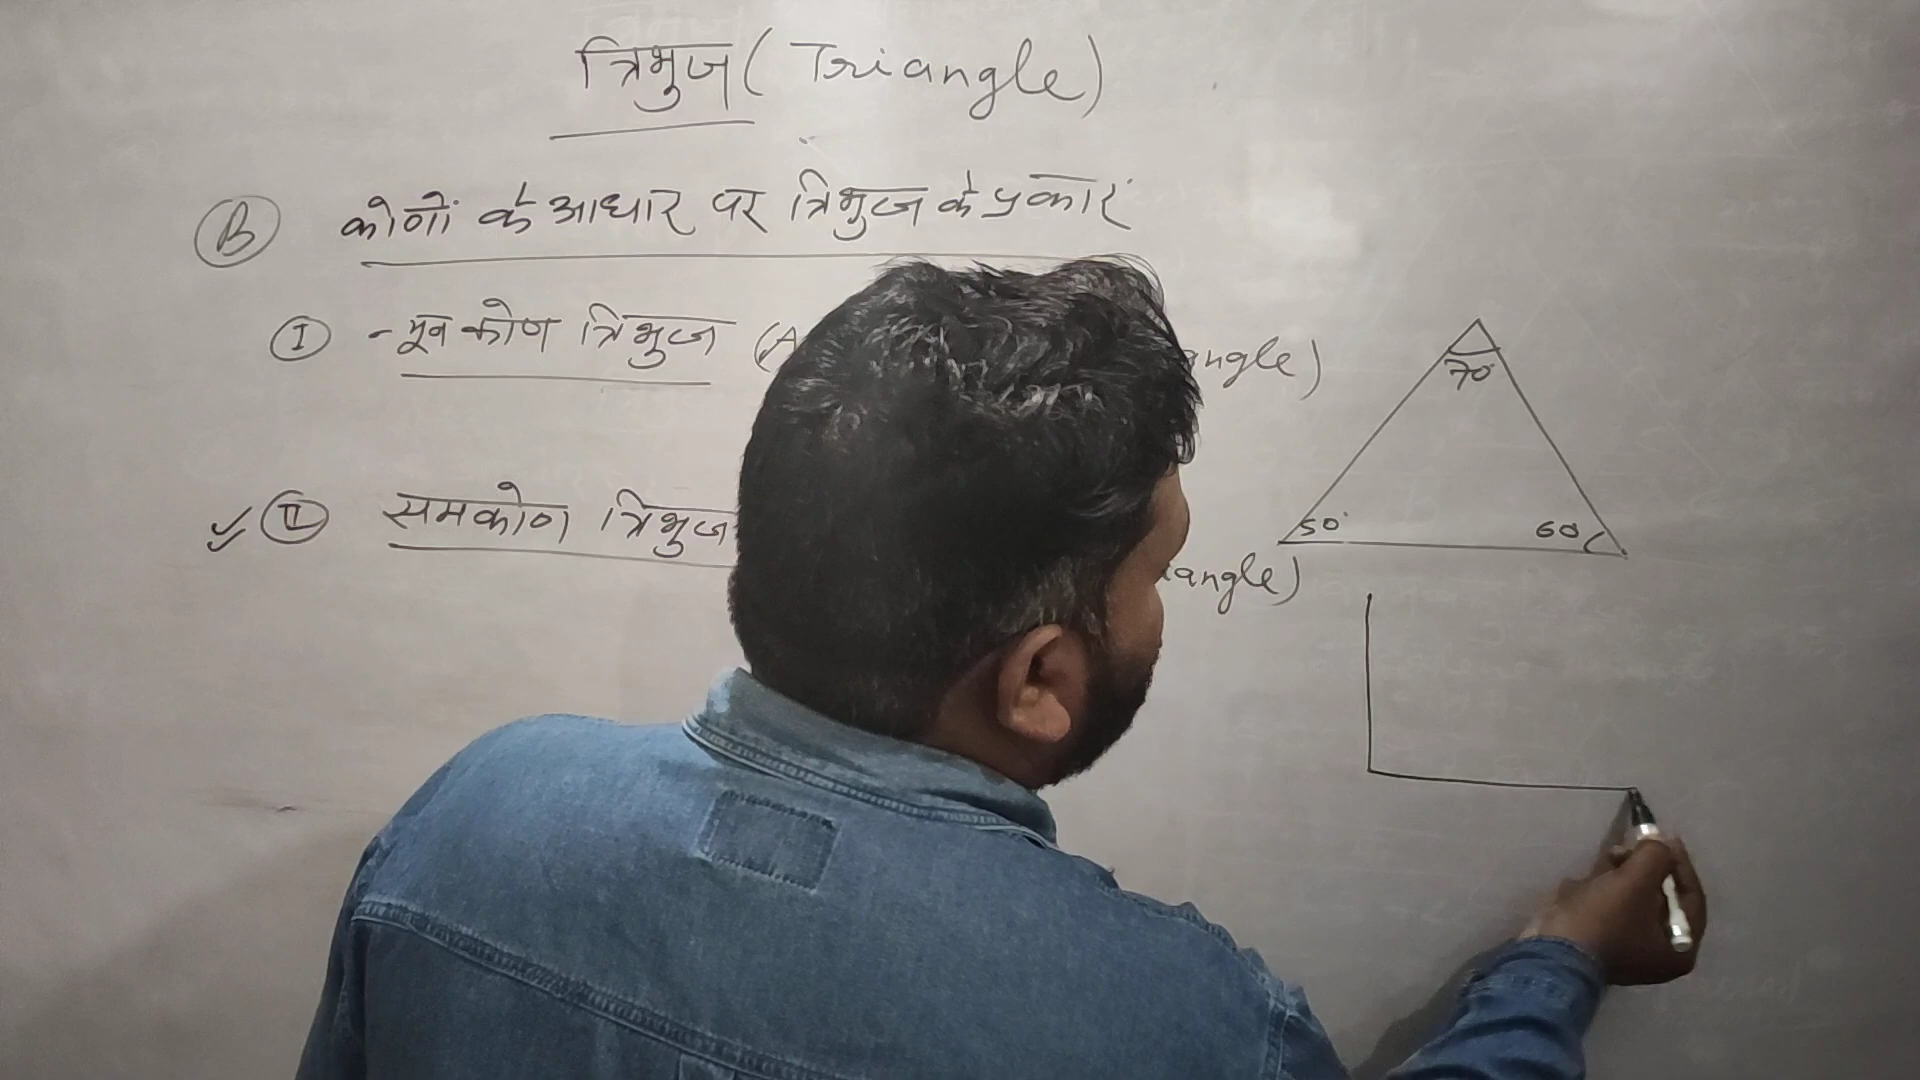 त्रिभुज (Triangle)
B कोणों के आधार पर त्रिभुज के प्रकार
I - न्यून कोण त्रिभुज (A angle)
70°
50° 60
II समकोण त्रिभुज
angle)